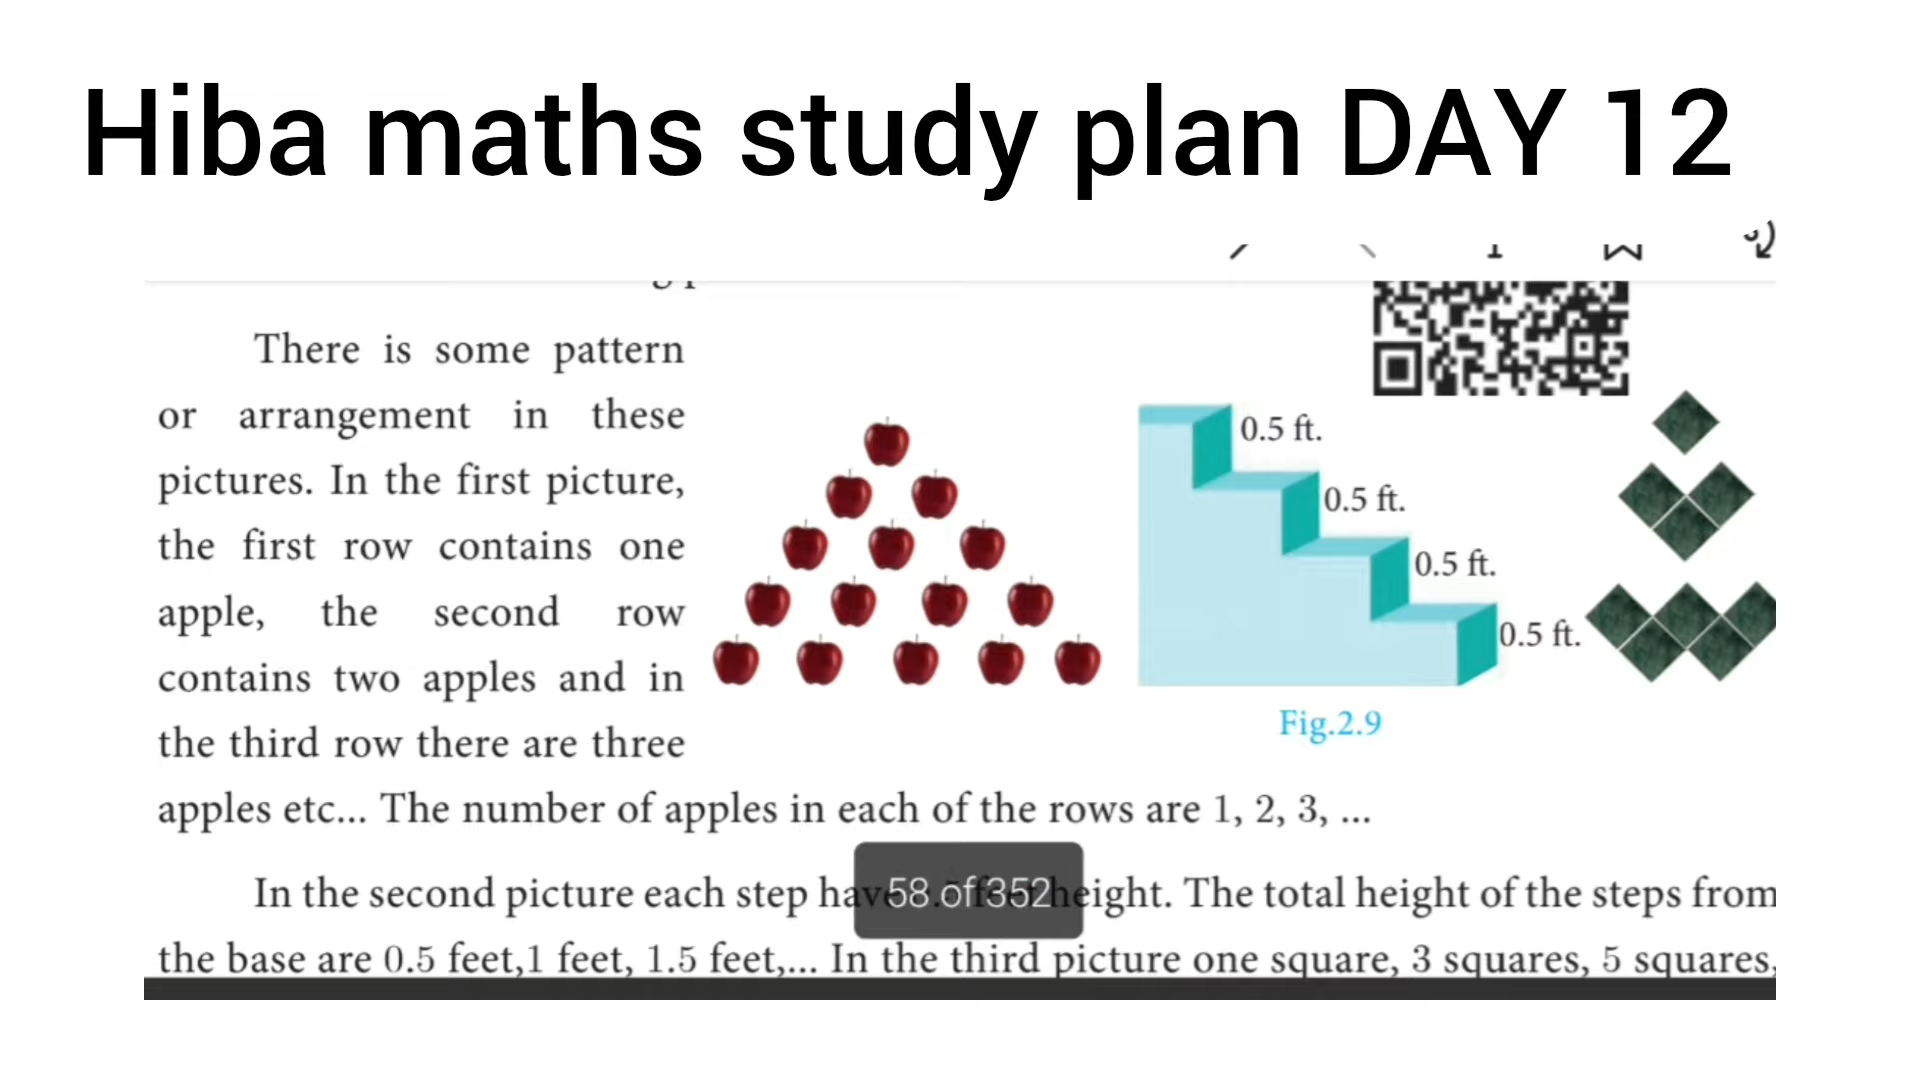 Hiba maths study plan DAY 12
There is some pattern
or arrangement in these
pictures. In the first picture,
the first row contains one
apple, the second row
contains two apples and in
the third row there are three
apples etc... The number of apples in each of the rows are 1, 2, 3, ...
0.5 ft.
0.5 ft.
0.5 ft.
0.5 ft.
Fig.2.9
In the second picture each step have height. The total height of the steps from
58 of 352
the base are 0.5 feet,1 feet, 1.5 feet,... In the third picture one square, 3 squares, 5 squares,